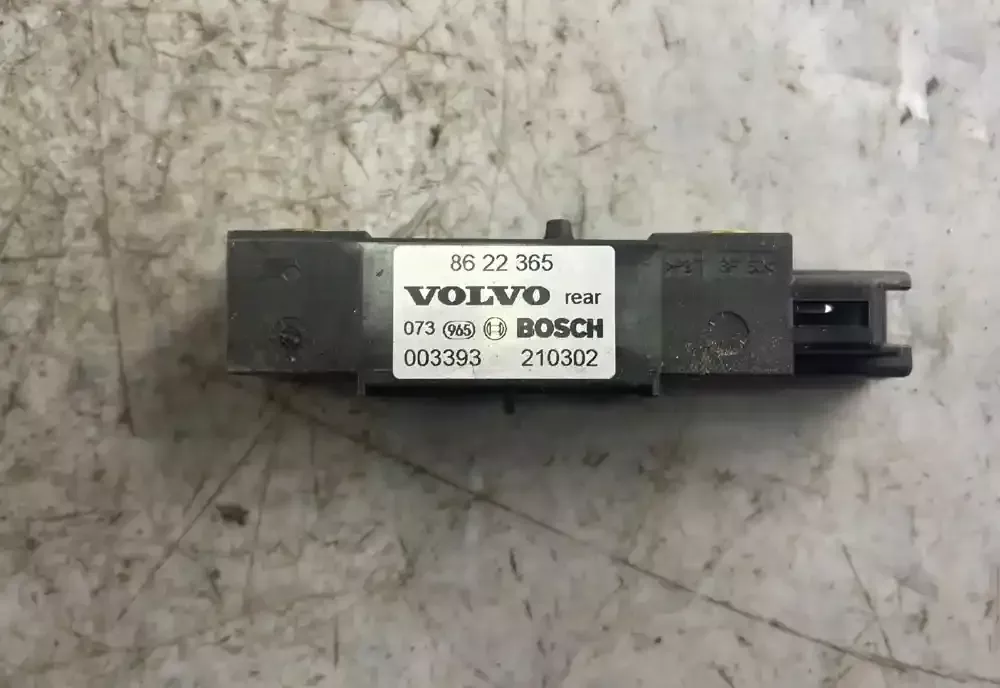 86 22 365
VOLVO rear
073 965 BOSCH
003393 210302